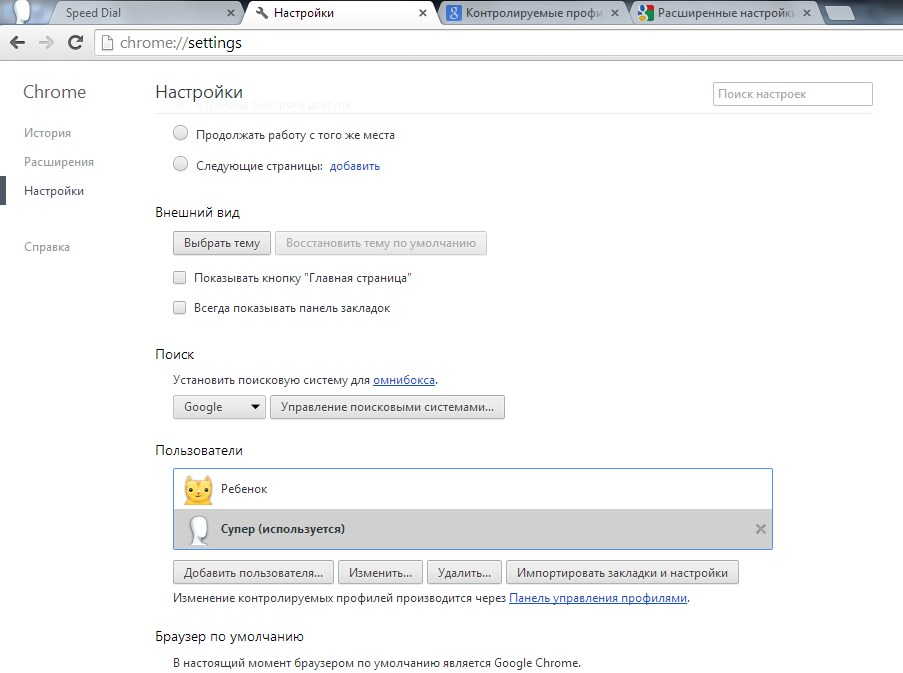 Speed Dial
Настройки
Контролируемые профи
Расширенные настройки
chrome://settings
Chrome
Настройки
Поиск настроек
История
Расширения
Настройки
Справка
Страница быстрого доступа
Продолжать работу с того же места
Следующие страницы: добавить
Внешний вид
Выбрать тему
Восстановить тему по умолчанию
Показывать кнопку "Главная страница"
Всегда показывать панель закладок
Поиск
Установить поисковую систему для омнибокса.
Google
Управление поисковыми системами...
Пользователи
Ребенок
Супер (используется)
Добавить пользователя...
Изменить...
Удалить...
Импортировать закладки и настройки
Изменение контролируемых профилей производится через Панель управления профилями.
Браузер по умолчанию
В настоящий момент браузером по умолчанию является Google Chrome.